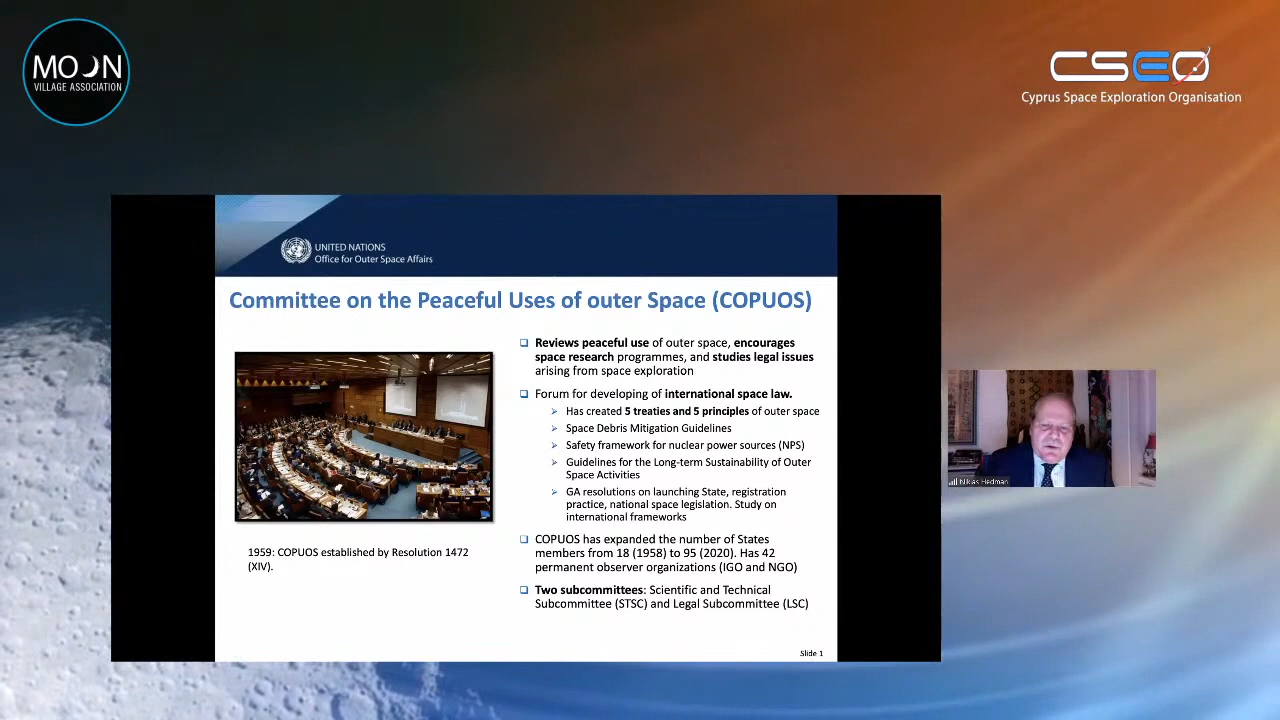 MOON
VILLAGE ASSOCIATION
CSEO
Cyprus Space Exploration Organisation
UNITED NATIONS
Office for Outer Space Affairs
Committee on the Peaceful Uses of outer Space (COPUOS)
Reviews peaceful use of outer space, encourages
space research programmes, and studies legal issues
arising from space exploration
Forum for developing of international space law.
Has created 5 treaties and 5 principles of outer space
Space Debris Mitigation Guidelines
Safety framework for nuclear power sources (NPS)
Guidelines for the Long-term Sustainability of Outer
Space Activities
GA resolutions on launching State, registration
practice, national space legislation. Study on
international frameworks
COPUOS has expanded the number of States
members from 18 (1958) to 95 (2020). Has 42
permanent observer organizations (IGO and NGO)
Two subcommittees: Scientific and Technical
Subcommittee (STSC) and Legal Subcommittee (LSC)
1959: COPUOS established by Resolution 1472
(XIV).
Slide 1
Niklas Hedman